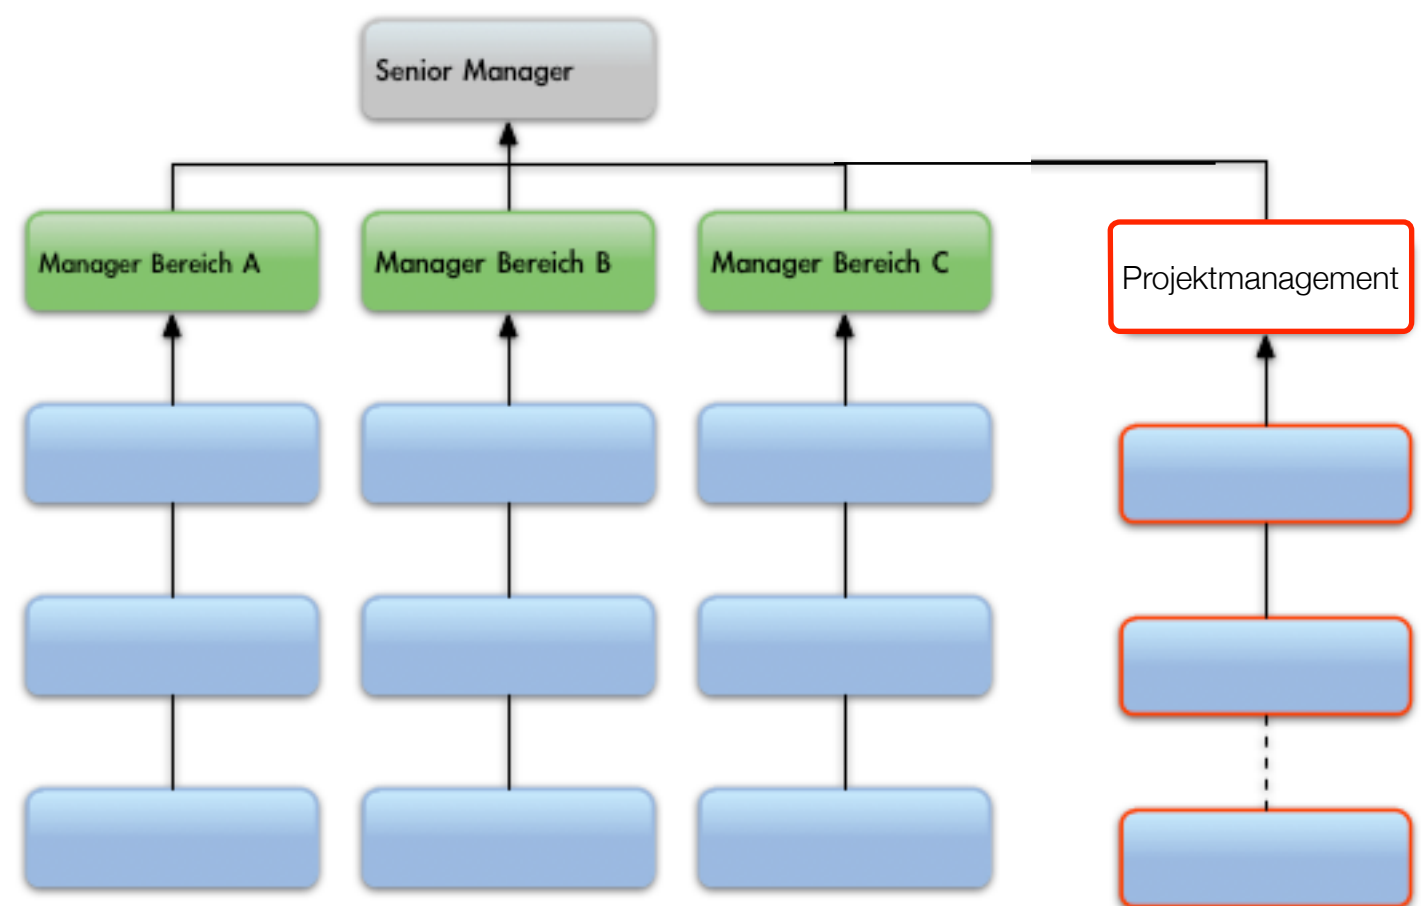 Senior Manager
Manager Bereich A
Manager Bereich B
Manager Bereich C
Projektmanagement